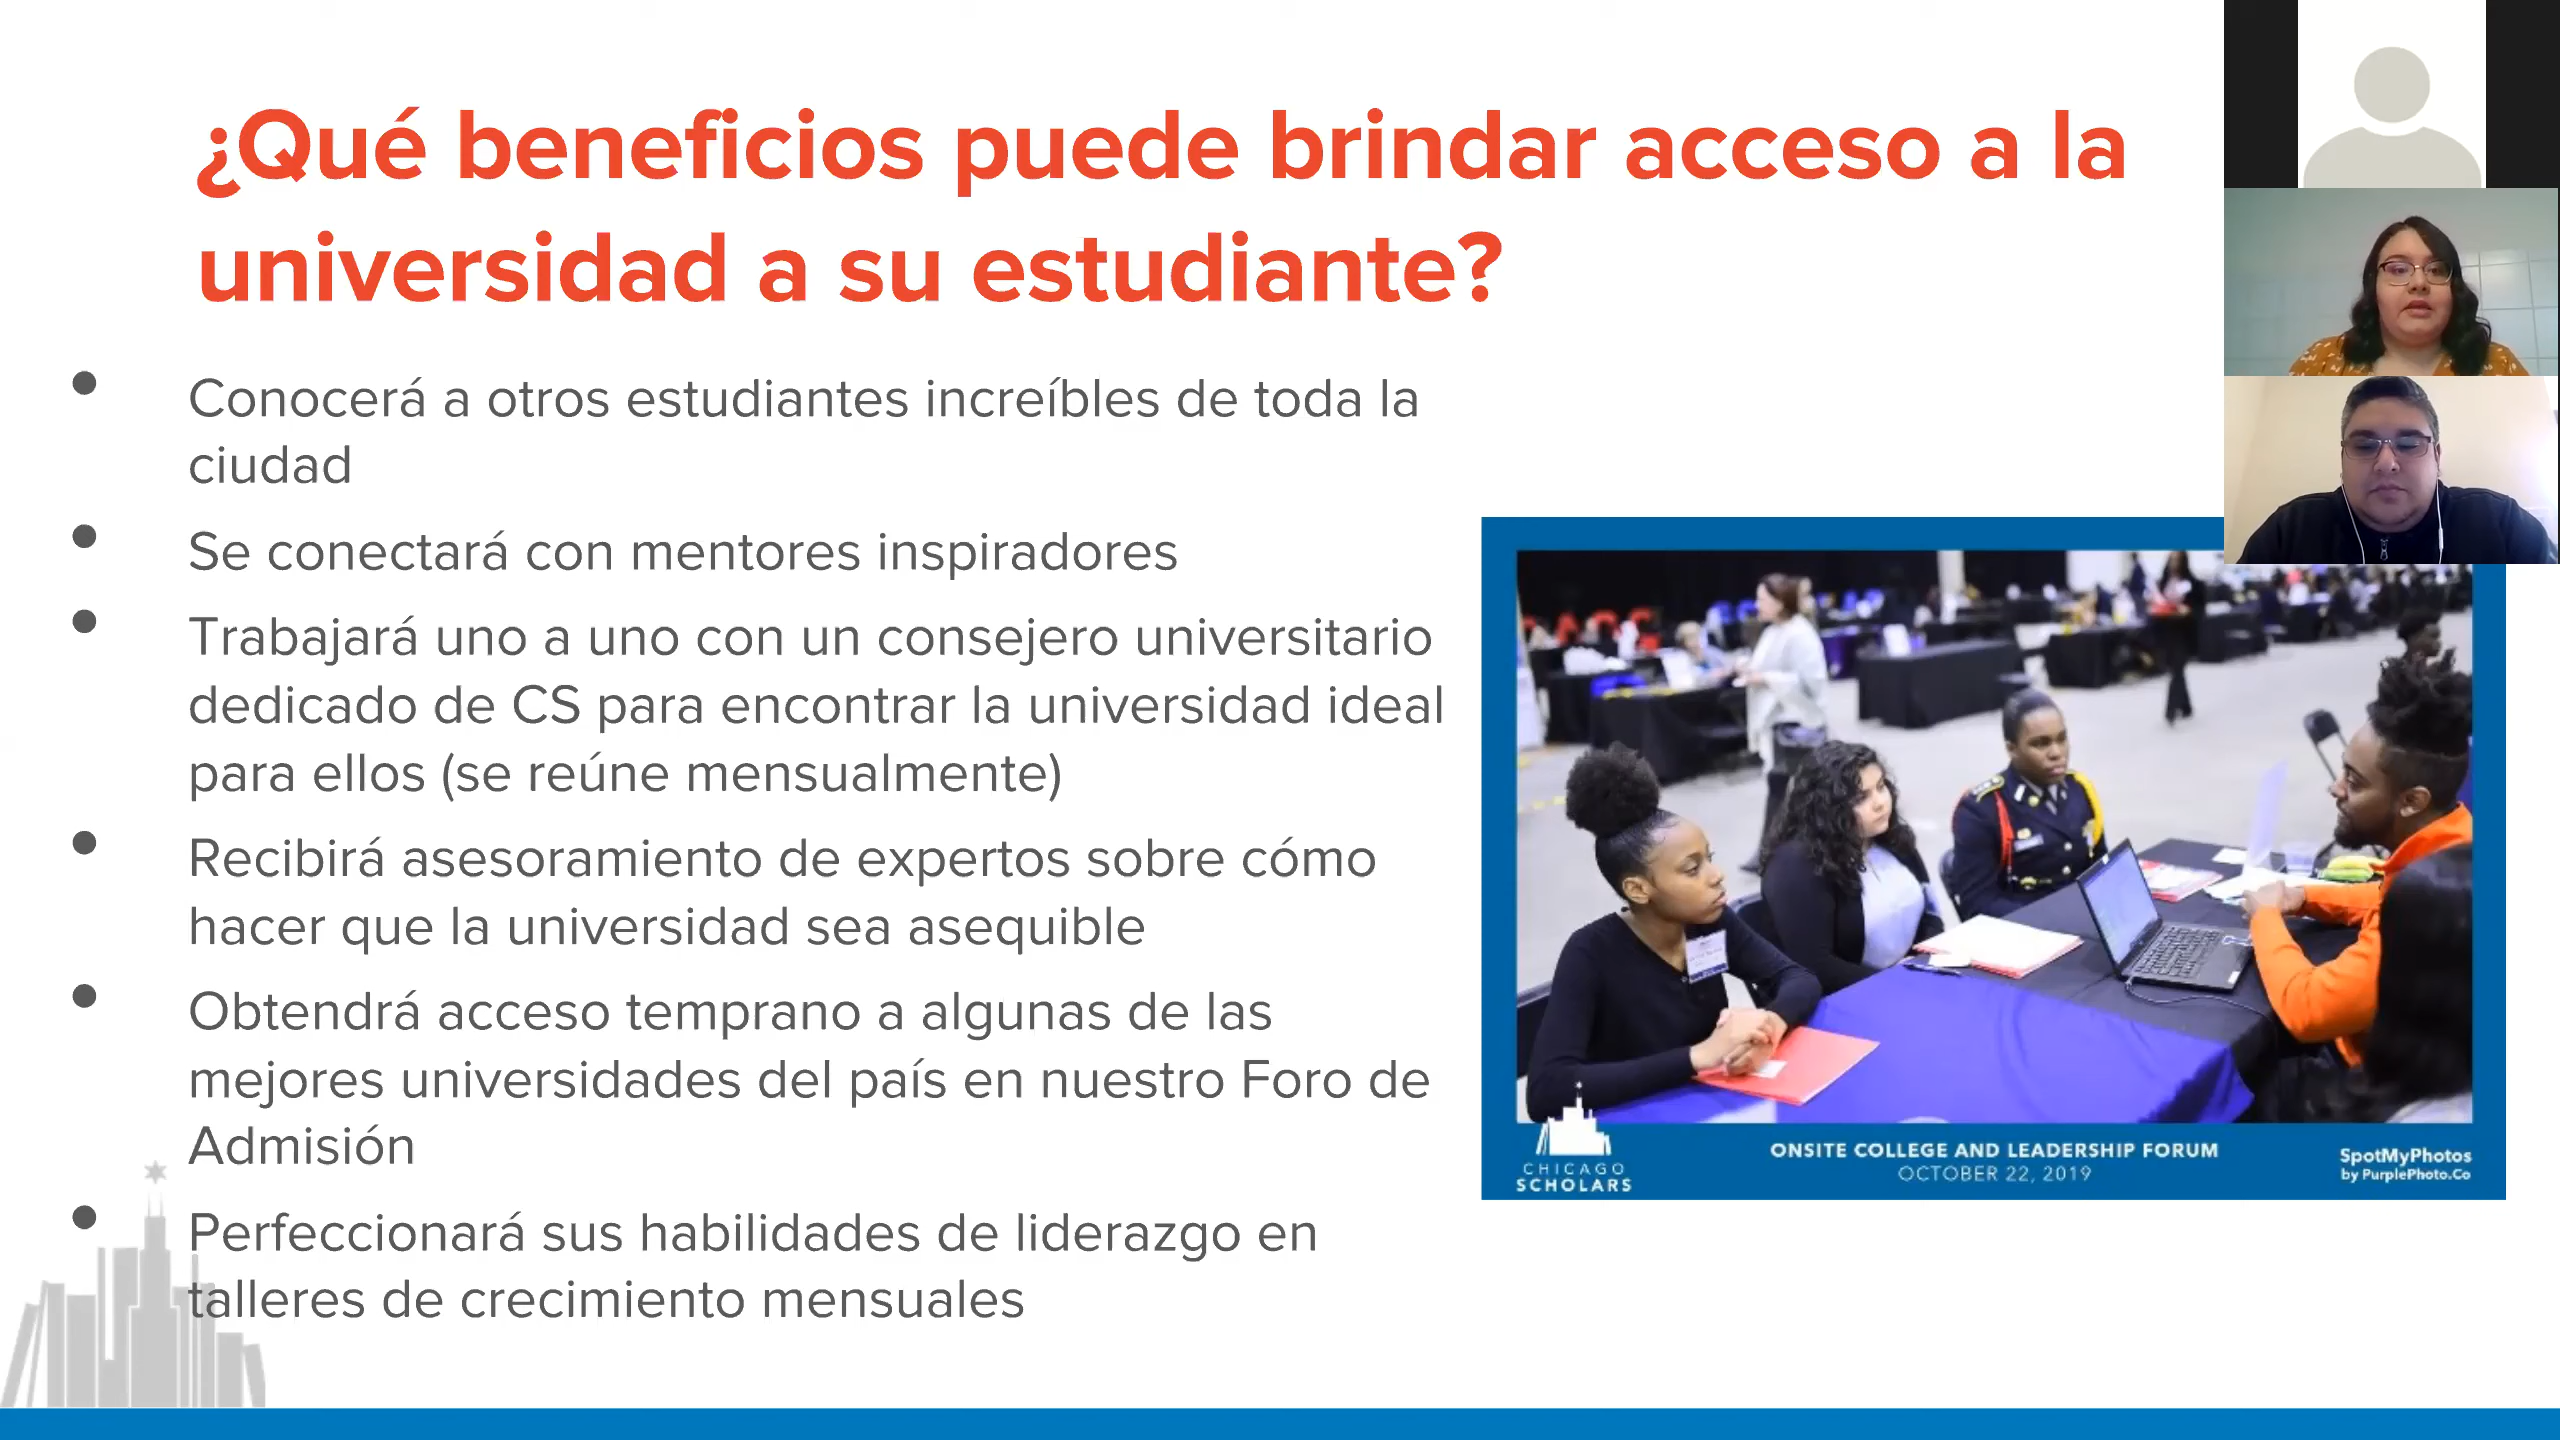 ¿Qué beneficios puede brindar acceso a la
universidad a su estudiante?
Conocerá a otros estudiantes increíbles de toda la
ciudad
Se conectará con mentores inspiradores
Trabajará uno a uno con un consejero universitario
dedicado de CS para encontrar la universidad ideal
para ellos (se reúne mensualmente)
Recibirá asesoramiento de expertos sobre cómo
hacer que la universidad sea asequible
Obtendrá acceso temprano a algunas de las
mejores universidades del país en nuestro Foro de
Admisión
Perfeccionará sus habilidades de liderazgo en
talleres de crecimiento mensuales
CHICAGO
SCHOLARS
ONSITE COLLEGE AND LEADERSHIP FORUM
OCTOBER 22, 2019
SpotMyPhotos
by PurplePhoto.Co